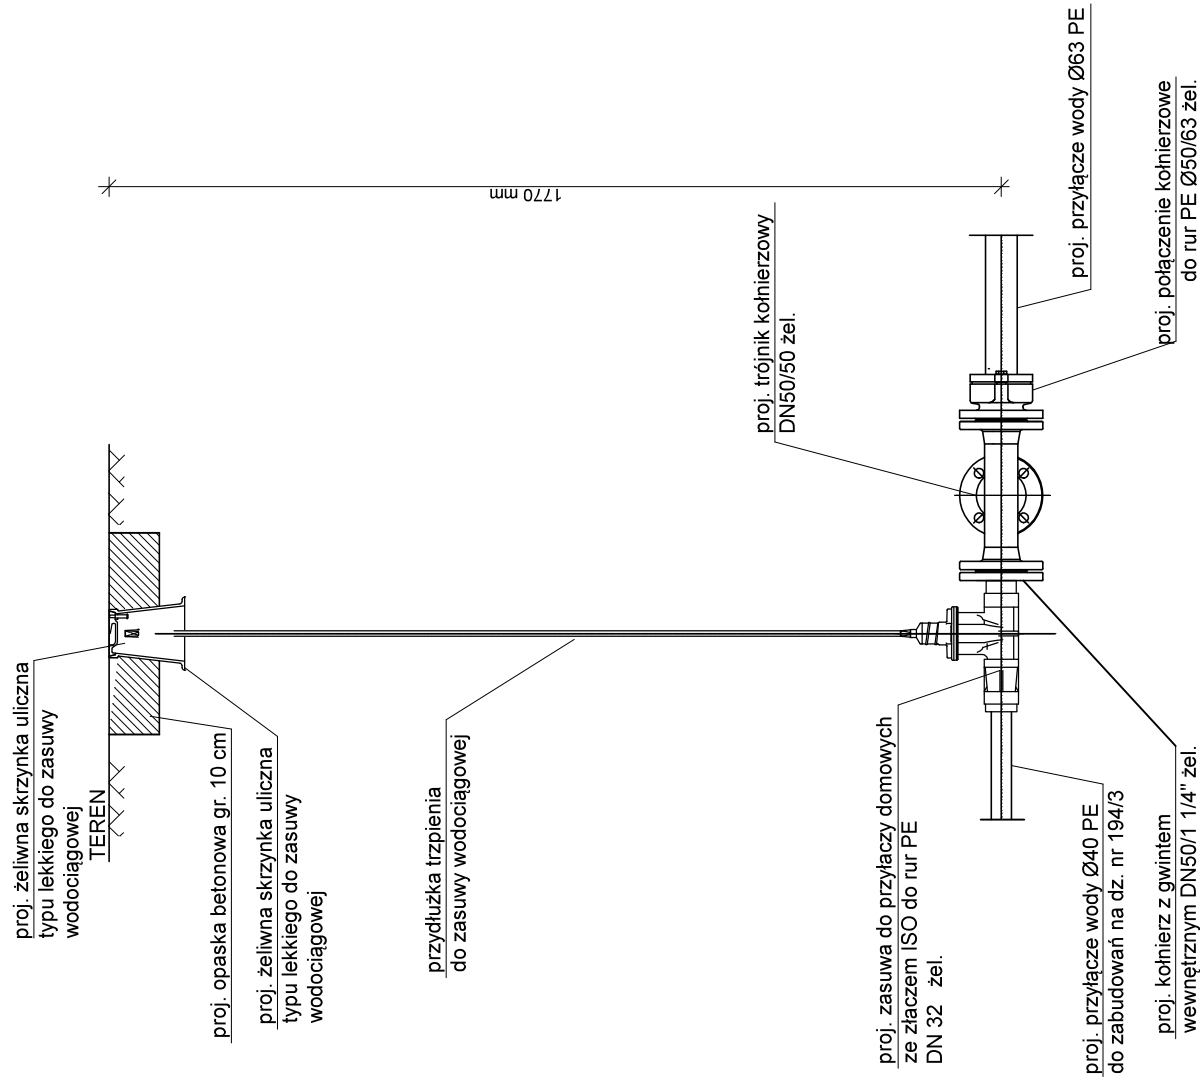 proj. żeliwna skrzynka uliczna
typu lekkiego do zasuwy
wodociągowej
TEREN
proj. opaska betonowa gr. 10 cm
proj. żeliwna skrzynka uliczna
typu lekkiego do zasuwy
wodociągowej
przydłużka trzpienia
do zasuwy wodociągowej
1770 mm
proj. trójnik kołnierzowy
DN50/50 żel.
proj. zasuwa do przyłączy domowych
ze złaczem ISO do rur PE
DN 32 żel.
proj. przyłącze wody Ø63 PE
proj. przyłącze wody Ø40 PE
do zabudowań na dz. nr 194/3
proj. połączenie kołnierzowe
do rur PE Ø50/63 żel.
proj. kołnierz z gwintem
wewnętrznym DN50/1 1/4" żel.